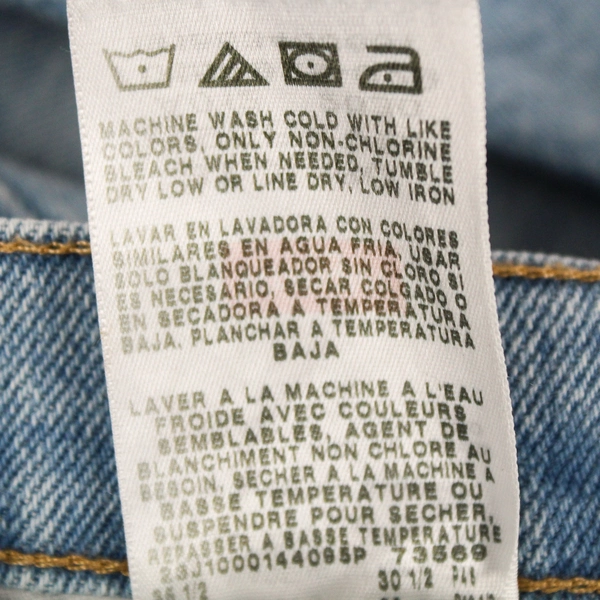 MACHINE WASH COLD WITH LIKE
COLORS, ONLY NON-CHLORINE
BLEACH WHEN NEEDED, TUMBLE
DRY LOW OR LINE DRY, LOW IRON
LAVAR EN LAVADORA CON COLORES
SIMILARES EN AGUA FRIA, USAR
SOLO BLANQUEADOR SIN CLORO SI
ES NECESARIO, SECAR COLGADO O
EN SECADORA A TEMPERATURA
BAJA. PLANCHAR A TEMPERATURA
BAJA
LAVER A LA MACHINE A L'EAU
FROIDE AVEC COULEURS
SEMBLABLES, AGENT DE
BLANCHIMENT NON CHLORE AU
BESOIN, SECHER A LA MACHINE A
BASSE TEMPERATURE OU
SUSPENDRE POUR SECHER,
REPASSER A BASSE TEMPERATURE
73569
30 1/2